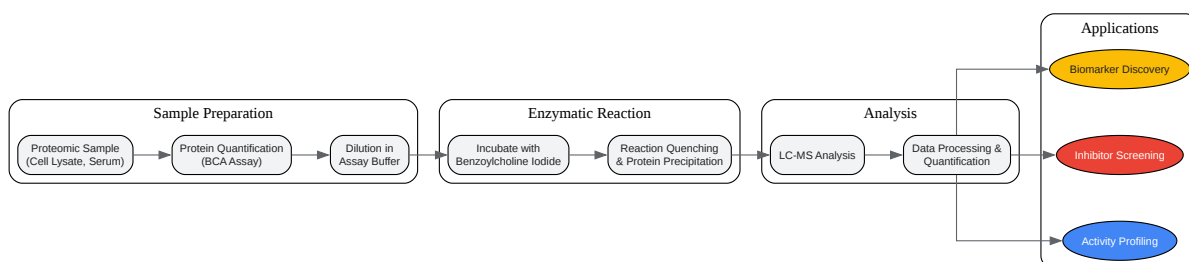 Sample Preparation
Proteomic Sample
(Cell Lysate, Serum)
Protein Quantification
(BCA Assay)
Dilution in
Assay Buffer
Enzymatic Reaction
Incubate with
Benzoylcholine Iodide
Reaction Quenching
& Protein Precipitation
Analysis
LC-MS Analysis
Data Processing &
Quantification
Applications
Biomarker Discovery
Inhibitor Screening
Activity Profiling